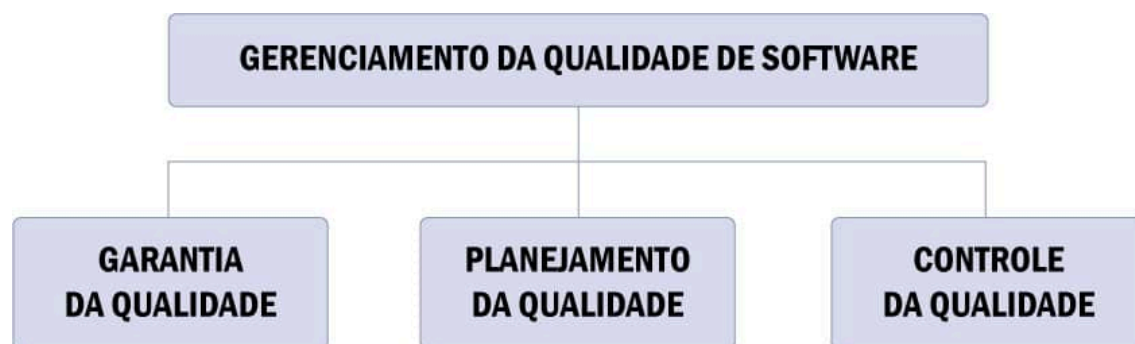 GERENCIAMENTO DA QUALIDADE DE SOFTWARE
GARANTIA
DA QUALIDADE
PLANEJAMENTO
DA QUALIDADE
CONTROLE
DA QUALIDADE